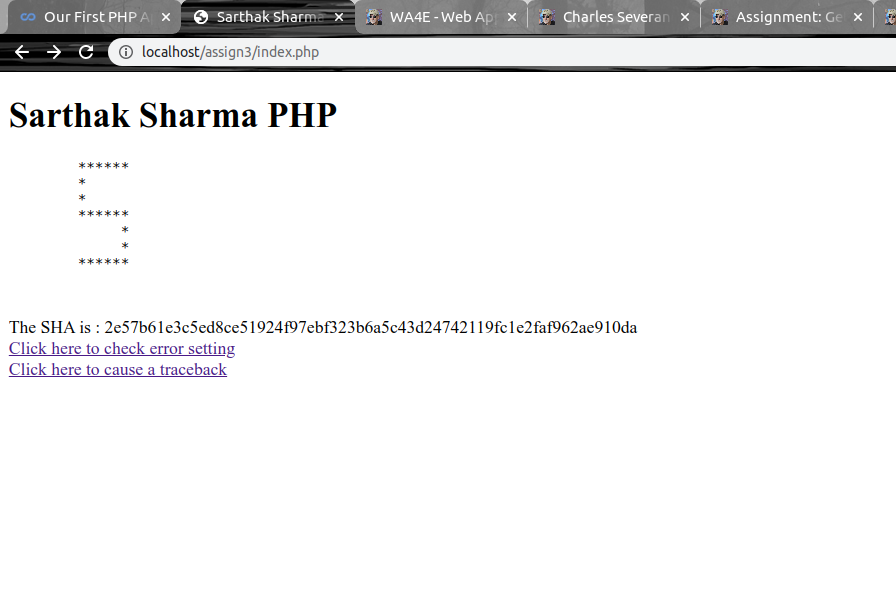 Our First PHP A
Sarthak Sharma
WA4E - Web Ap
Charles Severan
Assignment: Ge
localhost/assign3/index.php
Sarthak Sharma PHP
******
*
*
******
     *
     *
******
The SHA is : 2e57b61e3c5ed8ce51924f97ebf323b6a5c43d24742119fc1e2faf962ae910da
Click here to check error setting
Click here to cause a traceback